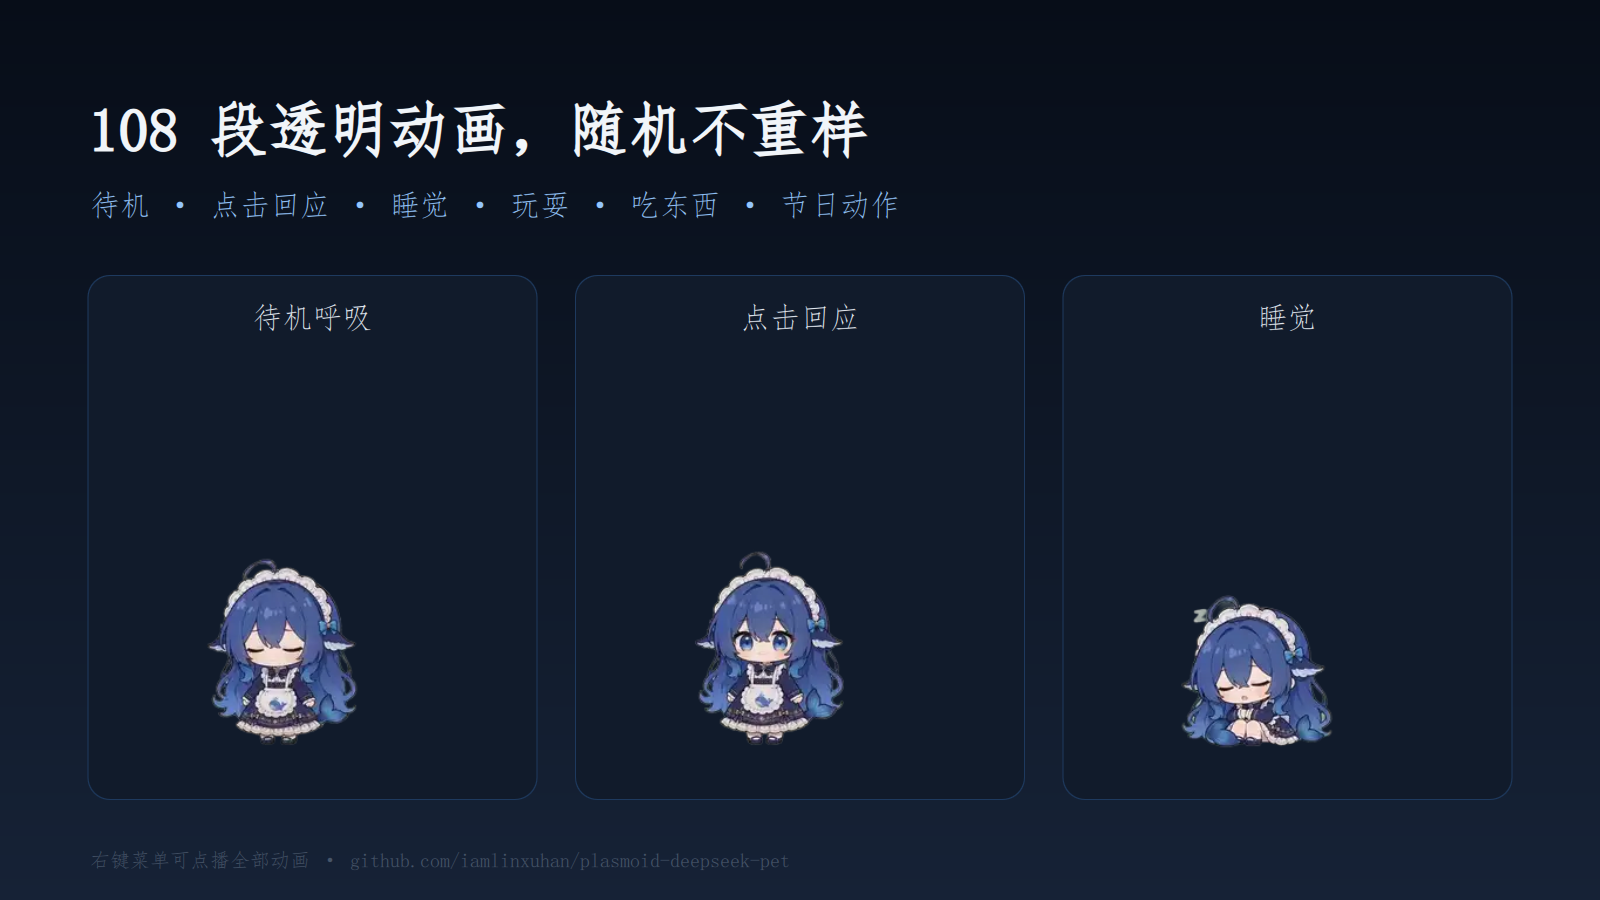 108 段透明动画，随机不重样
待机 • 点击回应 • 睡觉 • 玩耍 • 吃东西 • 节日动作
待机呼吸
点击回应
睡觉
z
右键菜单可点播全部动画 • github.com/iamlinxuhan/plasmoid-deepseek-pet